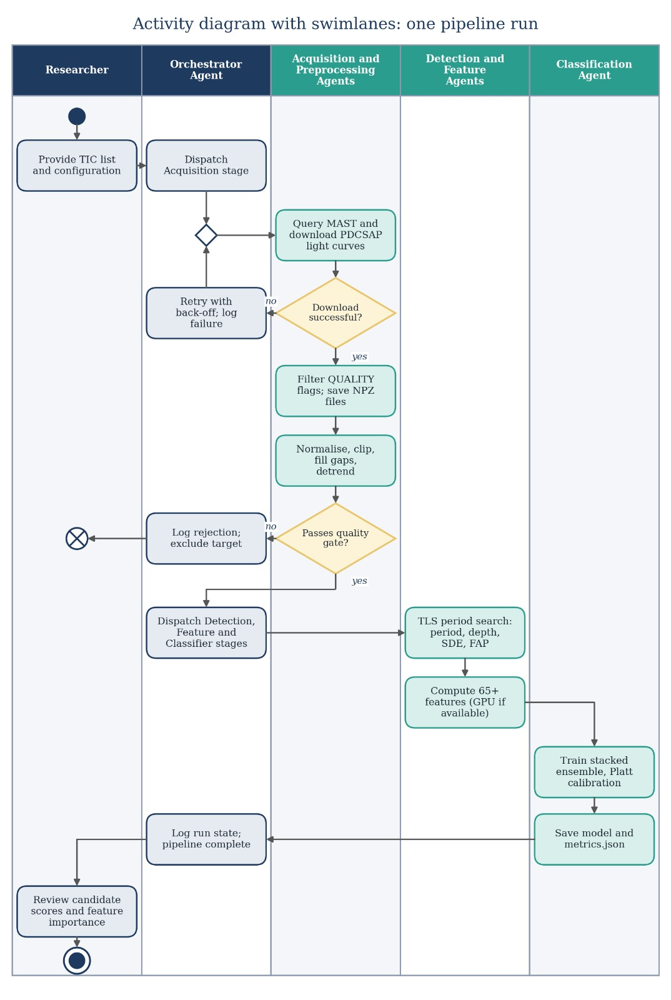 Activity diagram with swimlanes: one pipeline run
Researcher
Orchestrator
Agent
Acquisition and
Preprocessing
Agents
Detection and
Feature
Agents
Classification
Agent
Provide TIC list
and configuration
Dispatch
Acquisition stage
Query MAST and
download PDCSAP
light curves
Retry with
back-off; log
failure
no
Download
successful?
yes
Filter QUALITY
flags; save NPZ
files
Normalise, clip,
fill gaps,
detrend
Log rejection;
exclude target
no
Passes quality
gate?
yes
Dispatch Detection,
Feature and
Classifier stages
TLS period search:
period, depth,
SDE, FAP
Compute 65+
features (GPU if
available)
Train stacked
ensemble, Platt
calibration
Log run state;
pipeline complete
Save model and
metrics.json
Review candidate
scores and feature
importance